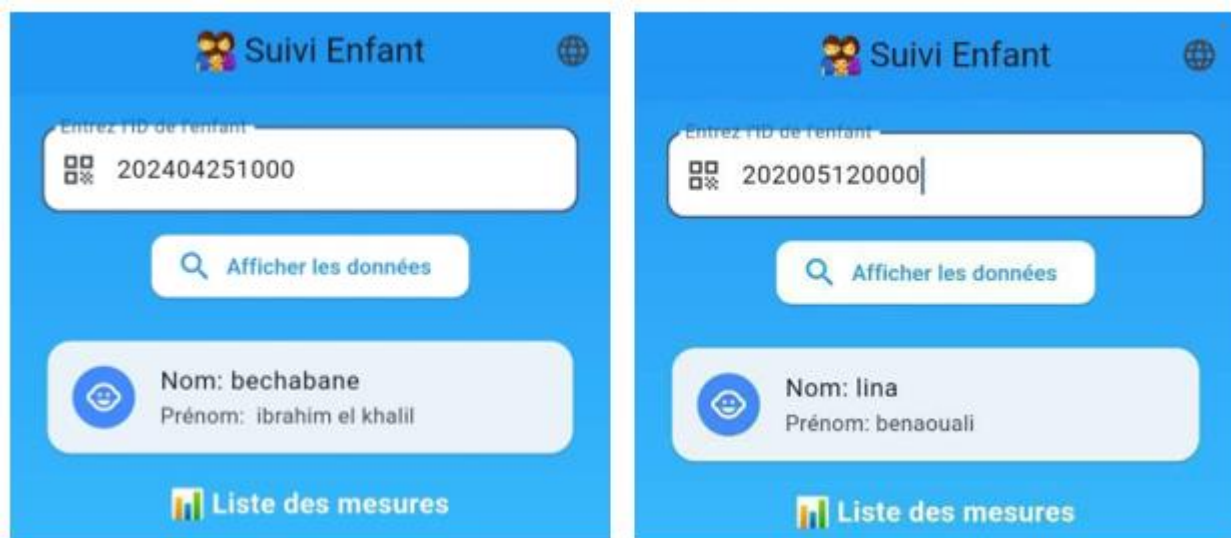 Suivi Enfant
Entrez l'ID de l'enfant
202404251000
Afficher les données
Nom: bechabane
Prénom: ibrahim el khalil
Liste des mesures
Suivi Enfant
Entrez l'ID de l'enfant
202005120000
Afficher les données
Nom: lina
Prénom: benaouali
Liste des mesures